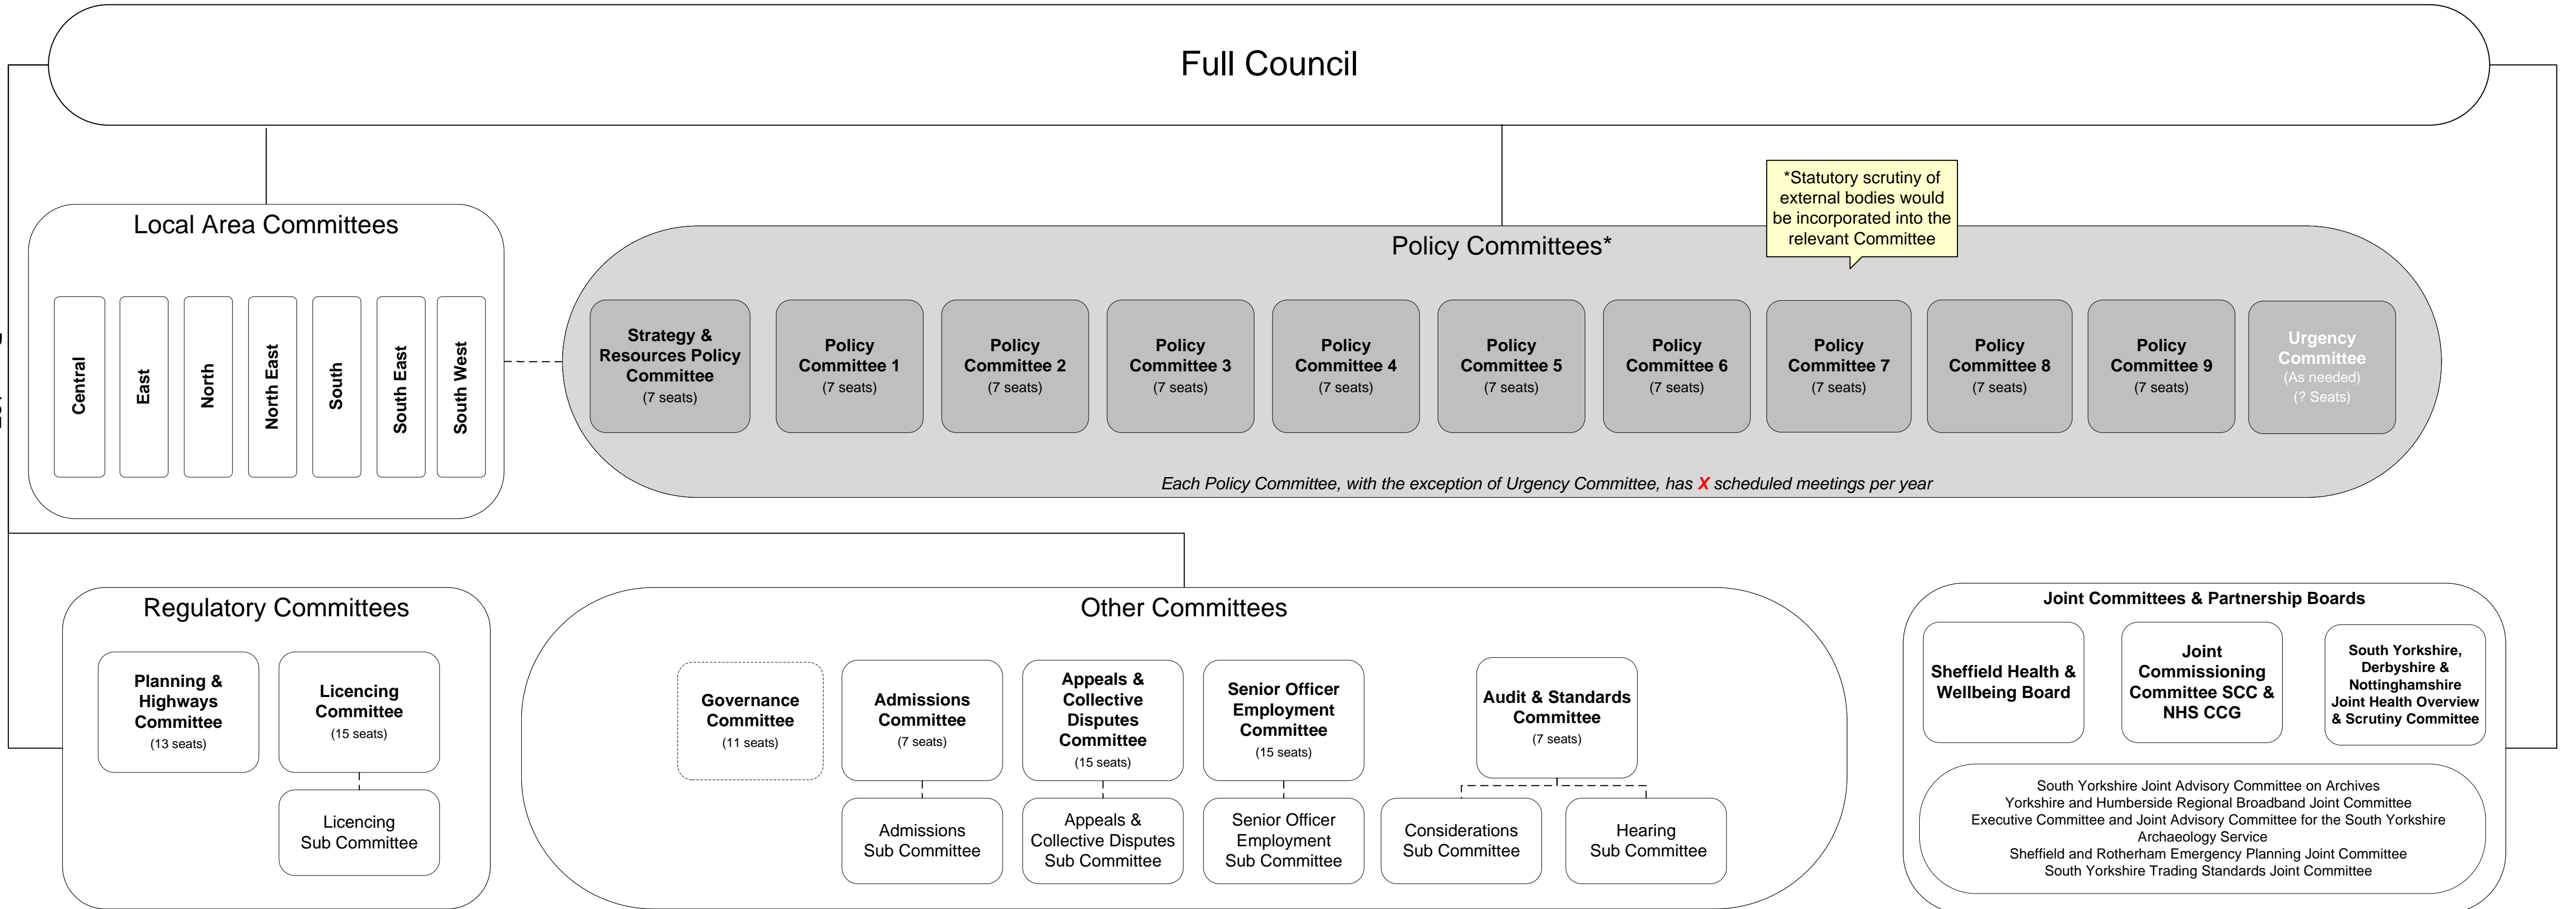 Full Council
*Statutory scrutiny of
external bodies would
be incorporated into the
relevant Committee
Local Area Committees
Central
East
North
North East
South
South East
South West
Policy Committees*
Strategy &
Resources Policy
Committee
(7 seats)
Policy
Committee 1
(7 seats)
Policy
Committee 2
(7 seats)
Policy
Committee 3
(7 seats)
Policy
Committee 4
(7 seats)
Policy
Committee 5
(7 seats)
Policy
Committee 6
(7 seats)
Policy
Committee 7
(7 seats)
Policy
Committee 8
(7 seats)
Policy
Committee 9
(7 seats)
Urgency
Committee
(As needed)
(? Seats)
Each Policy Committee, with the exception of Urgency Committee, has X scheduled meetings per year
Regulatory Committees
Planning &
Highways
Committee
(13 seats)
Licencing
Committee
(15 seats)
Licencing
Sub Committee
Other Committees
Governance
Committee
(11 seats)
Admissions
Committee
(7 seats)
Appeals &
Collective
Disputes
Committee
(15 seats)
Senior Officer
Employment
Committee
(15 seats)
Audit & Standards
Committee
(7 seats)
Admissions
Sub Committee
Appeals &
Collective Disputes
Sub Committee
Senior Officer
Employment
Sub Committee
Considerations
Sub Committee
Hearing
Sub Committee
Joint Committees & Partnership Boards
Sheffield Health &
Wellbeing Board
Joint
Commissioning
Committee SCC &
NHS CCG
South Yorkshire,
Derbyshire &
Nottinghamshire
Joint Health Overview
& Scrutiny Committee
South Yorkshire Joint Advisory Committee on Archives
Yorkshire and Humberside Regional Broadband Joint Committee
Executive Committee and Joint Advisory Committee for the South Yorkshire
Archaeology Service
Sheffield and Rotherham Emergency Planning Joint Committee
South Yorkshire Trading Standards Joint Committee